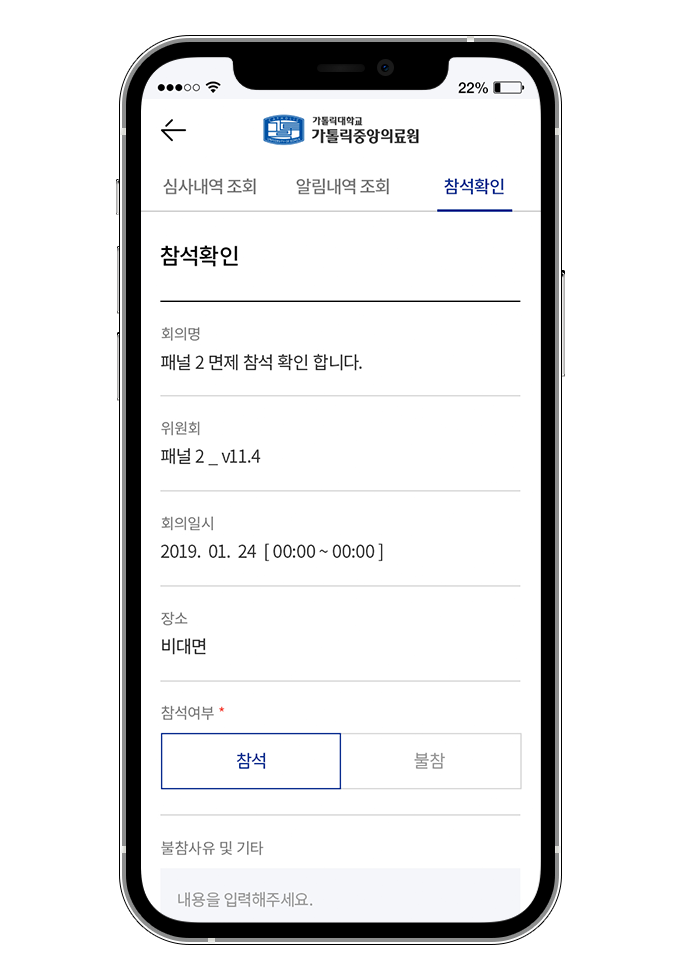 22%
가톨릭대학교
가톨릭중앙의료원
심사내역 조회 알림내역 조회 참석확인
참석확인
회의명
패널 2 면제 참석 확인 합니다.
위원회
패널 2 _ v11.4
회의일시
2019. 01. 24 [ 00:00 ~ 00:00 ]
장소
비대면
참석여부 *
참석 불참
불참사유 및 기타
내용을 입력해주세요.